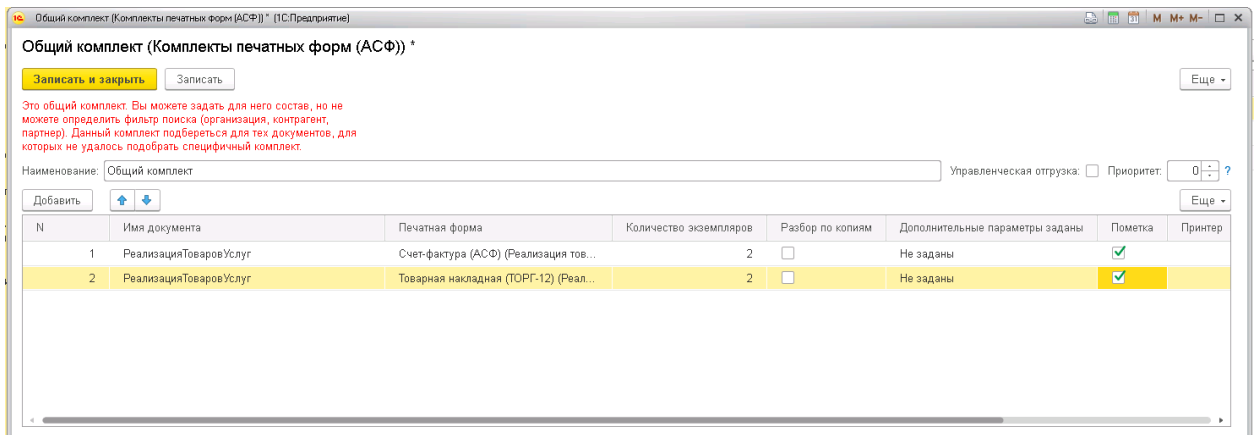 1С Общий комплект (Комплекты печатных форм (АСФ)) * (1С:Предприятие) M M+ M-
Общий комплект (Комплекты печатных форм (АСФ)) *
Записать и закрыть Записать Еще
Это общий комплект. Вы можете задать для него состав, но не
можете определить фильтр поиска (организация, контрагент,
партнер). Данный комплект подберется для тех документов, для
которых не удалось подобрать специфичный комплект.
Наименование: Общий комплект Управленческая отгрузка: Приоритет: 0 ?
Добавить Еще
N Имя документа Печатная форма Количество экземпляров Разбор по копиям Дополнительные параметры заданы Пометка Принтер
1 РеализацияТоваровУслуг Счет-фактура (АСФ) (Реализация тов... 2 Не заданы
2 РеализацияТоваровУслуг Товарная накладная (ТОРГ-12) (Реал... 2 Не заданы